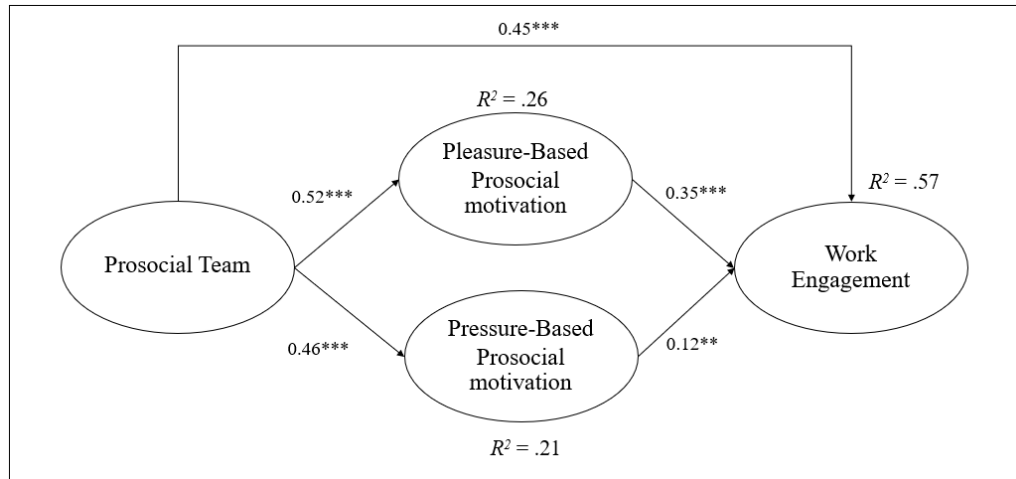 0.45***
R² = .26
Pleasure-Based
Prosocial
motivation
R² = .57
0.52***
0.35***
Prosocial Team
Work
Engagement
Pressure-Based
Prosocial
motivation
0.46***
0.12**
R² = .21